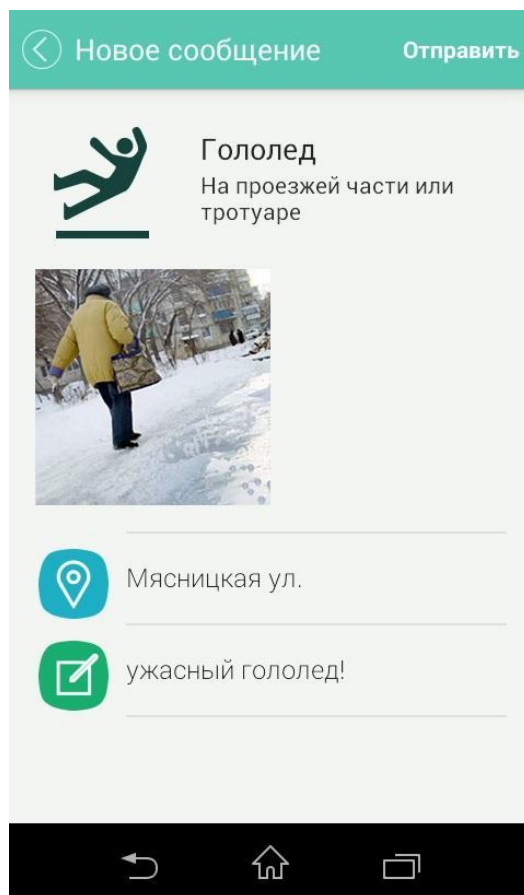 Новое сообщение Отправить
Гололед
На проезжей части или
тротуаре
Мясницкая ул.
ужасный гололед!